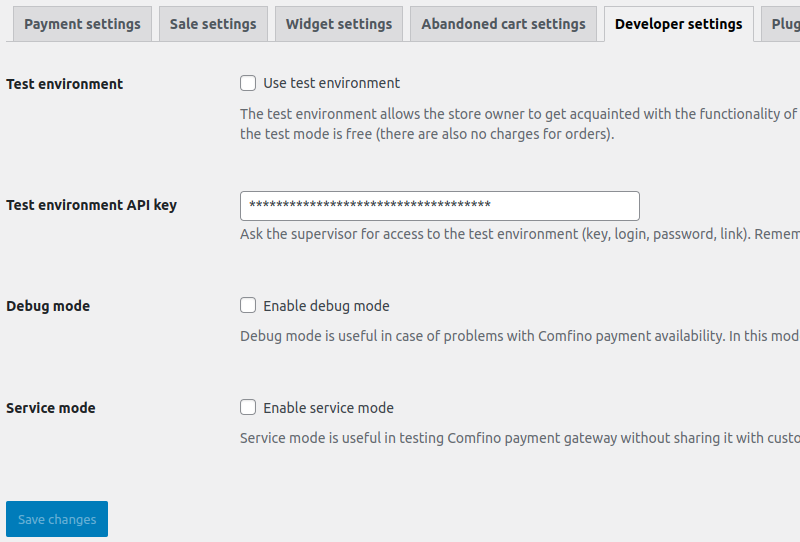 Payment settings
Sale settings
Widget settings
Abandoned cart settings
Developer settings
Plug
Test environment
Use test environment
The test environment allows the store owner to get acquainted with the functionality of
the test mode is free (there are also no charges for orders).
Test environment API key
************************************
Ask the supervisor for access to the test environment (key, login, password, link). Remem
Debug mode
Enable debug mode
Debug mode is useful in case of problems with Comfino payment availability. In this mod
Service mode
Enable service mode
Service mode is useful in testing Comfino payment gateway without sharing it with custo
Save changes